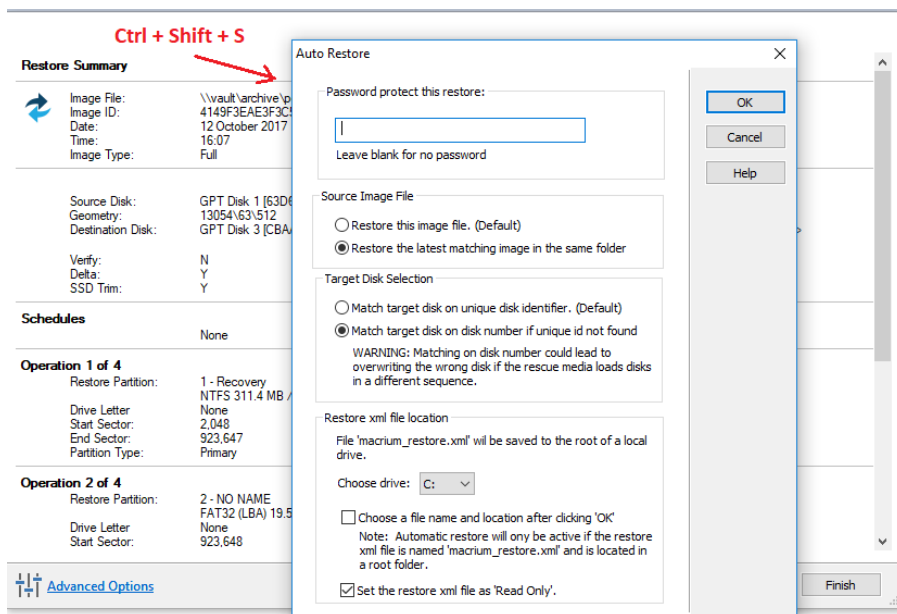 Ctrl + Shift + S
Restore Summary
Image File: \\vault\archive\p
Image ID: 4149F3EAE3F3C
Date: 12 October 2017
Time: 16:07
Image Type: Full
Source Disk: GPT Disk 1 [63D6
Geometry: 13054\63\512
Destination Disk: GPT Disk 3 [CBA
>
Verify: N
Delta: Y
SSD Trim: Y
Schedules
None
Operation 1 of 4
Restore Partition: 1 - Recovery
NTFS 311.4 MB /
Drive Letter None
Start Sector: 2,048
End Sector: 923,647
Partition Type: Primary
Operation 2 of 4
Restore Partition: 2 - NO NAME
FAT32 (LBA) 19.5
Drive Letter None
Start Sector: 923,648
Advanced Options
Finish
Auto Restore
Password protect this restore:
Leave blank for no password
Source Image File
Restore this image file. (Default)
Restore the latest matching image in the same folder
Target Disk Selection
Match target disk on unique disk identifier. (Default)
Match target disk on disk number if unique id not found
WARNING: Matching on disk number could lead to
overwriting the wrong disk if the rescue media loads disks
in a different sequence.
Restore xml file location
File 'macrium_restore.xml' wil be saved to the root of a local
drive.
Choose drive: C:
Choose a file name and location after clicking 'OK'
Note: Automatic restore will ony be active if the restore
xml file is named 'macrium_restore.xml' and is located in
a root folder.
Set the restore xml file as 'Read Only'.
OK
Cancel
Help